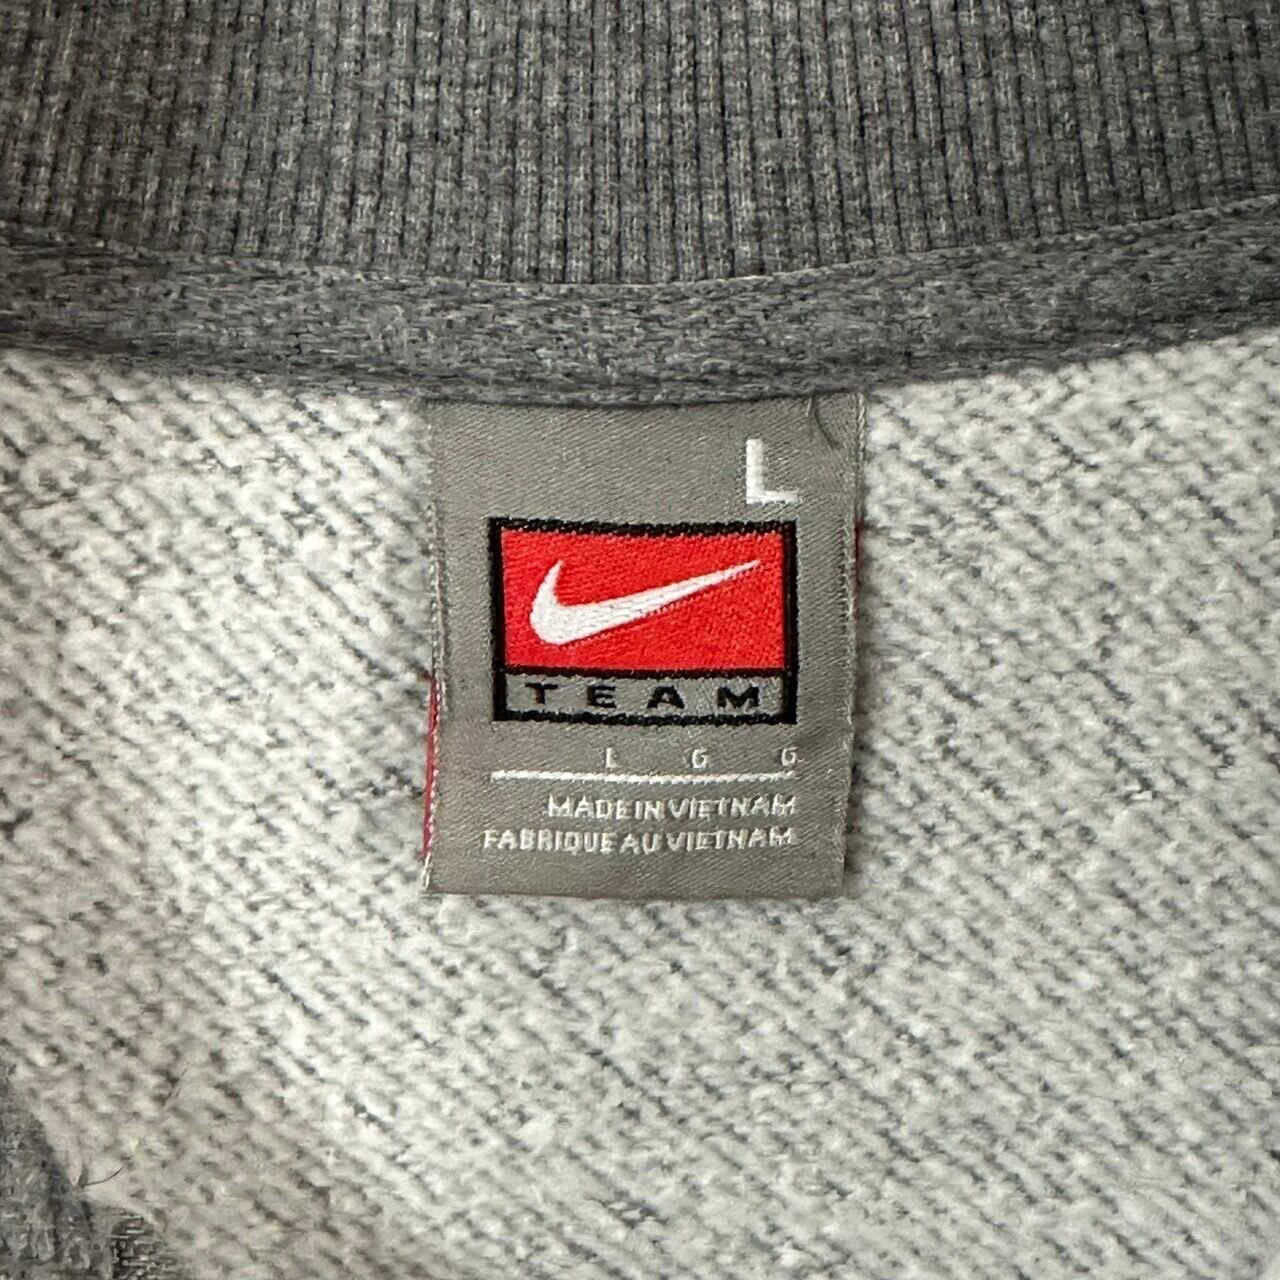 L
TEAM
L G G
MADE IN VIETNAM
FABRIQUE AU VIETNAM